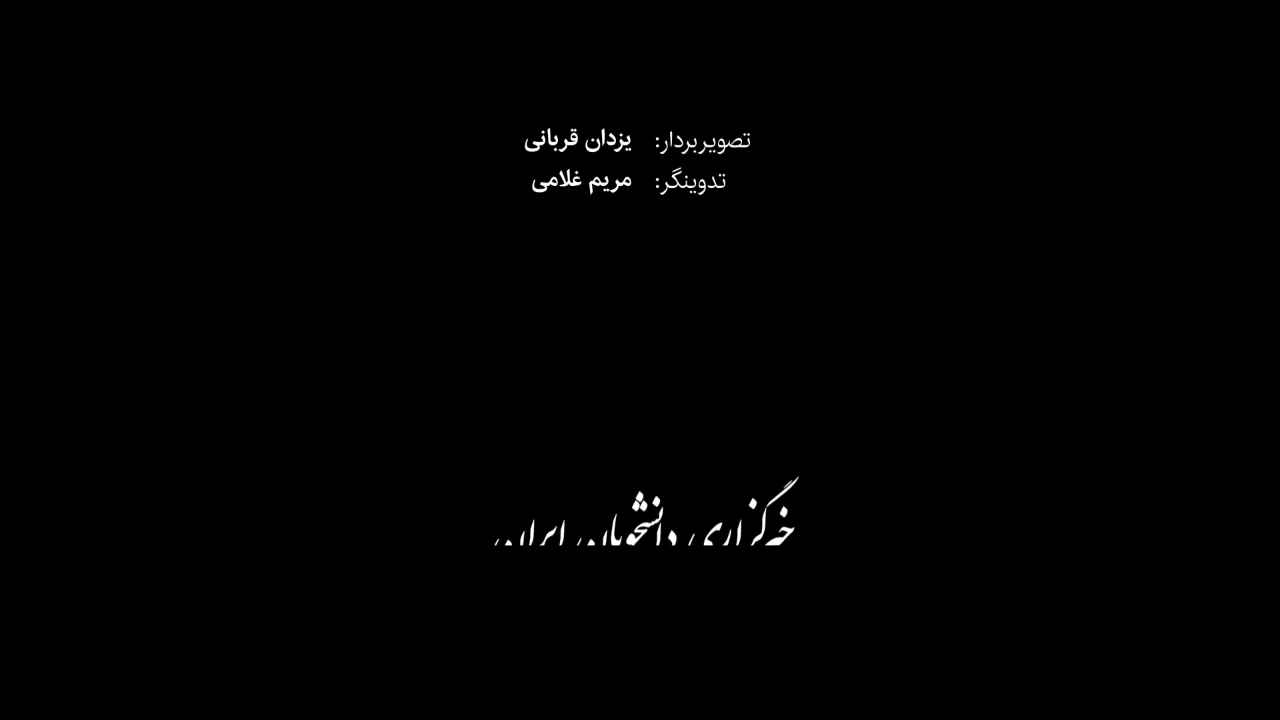 تصویربردار: یزدان قربانی
تدوینگر: مریم غلامی
خبرگزاری دانشجویان ایران